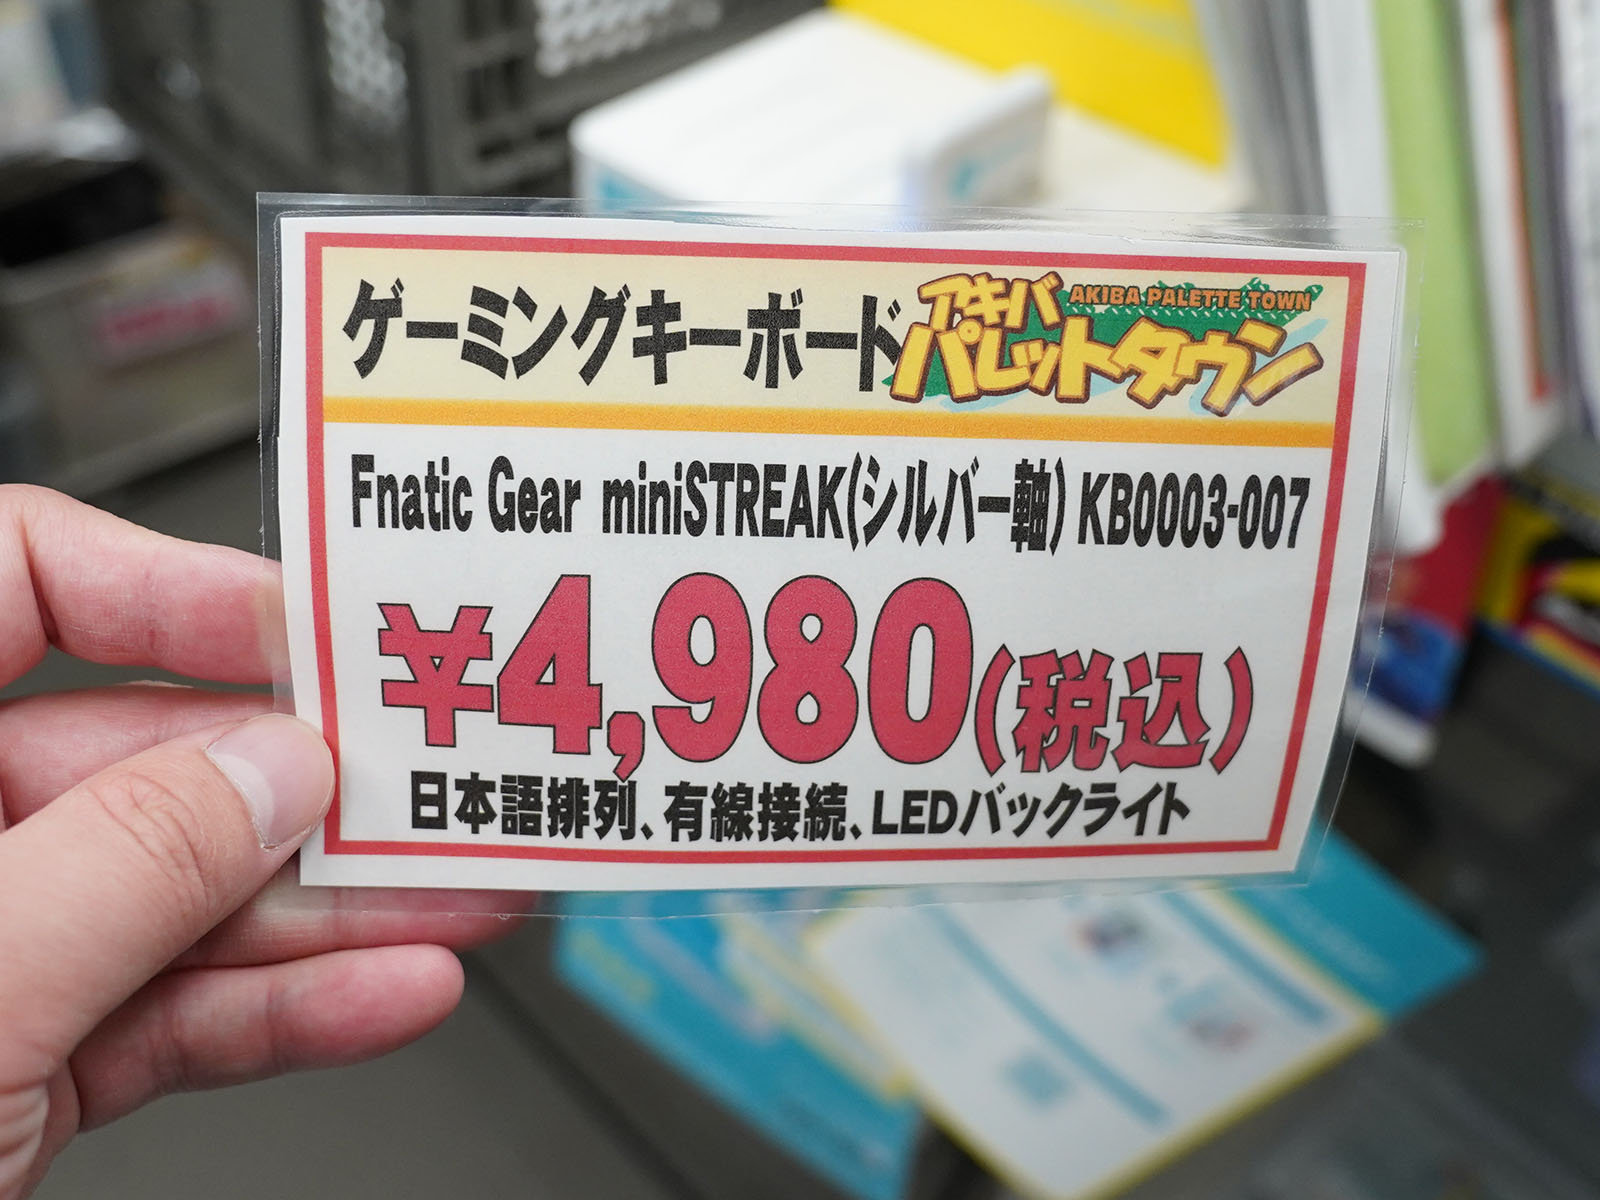 ゲーミングキーボード
アキバ AKIBA PALETTE TOWN
パレットタウン
Fnatic Gear miniSTREAK(シルバー軸) KB0003-007
¥4,980(税込)
日本語排列、有線接続、LEDバックライト